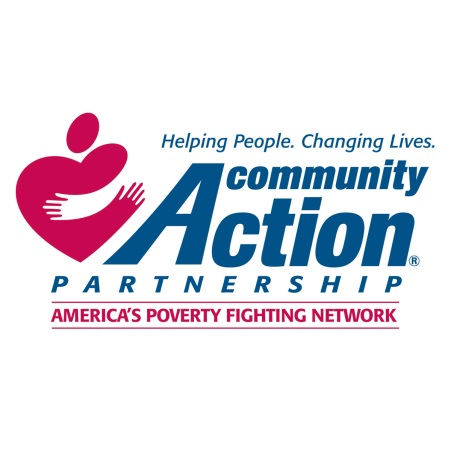 Helping People. Changing Lives.
community
Action®
PARTNERSHIP
AMERICA'S POVERTY FIGHTING NETWORK